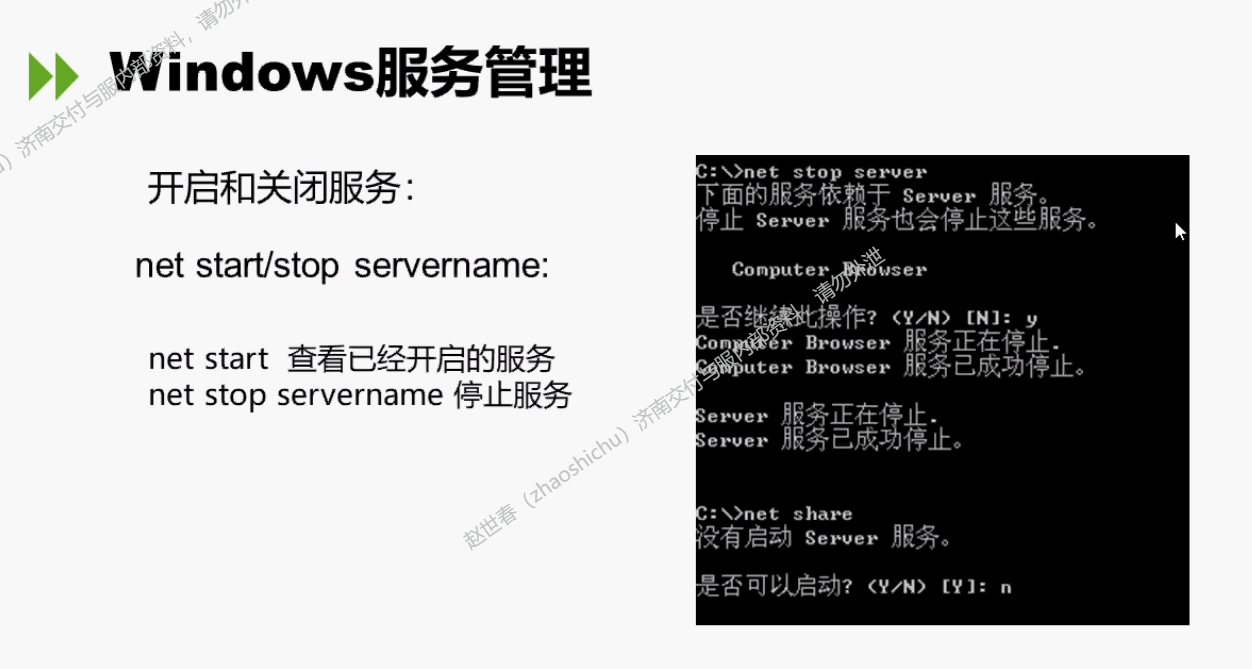 Windows服务管理
开启和关闭服务：
net start/stop servername:
net start 查看已经开启的服务
net stop servername 停止服务
C:\>net stop server
下面的服务依赖于 Server 服务。
停止 Server 服务也会停止这些服务。
Computer Browser
是否继续此操作? (Y/N) [N]: y
Computer Browser 服务正在停止.
Computer Browser 服务已成功停止。
Server 服务正在停止.
Server 服务已成功停止。
C:\>net share
没有启动 Server 服务。
是否可以启动? (Y/N) [Y]: n
u）济南交付与服内部资料，请勿外
赵世春（zhaoshichu）济南交付与服内部资料，请勿外泄